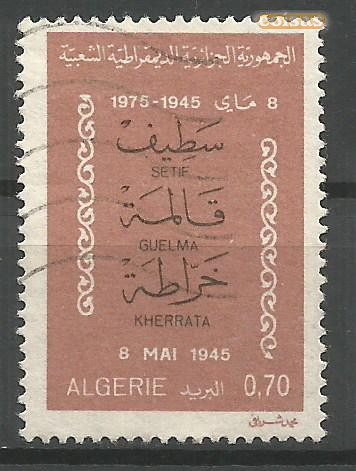 الجمهورية الجزائرية الديمقراطية الشعبية
8 ماي 1945-1975
سطيف
SETIF
قالمة
GUELMA
خراطة
KHERRATA
8 MAI 1945
ALGERIE البريد 0,70